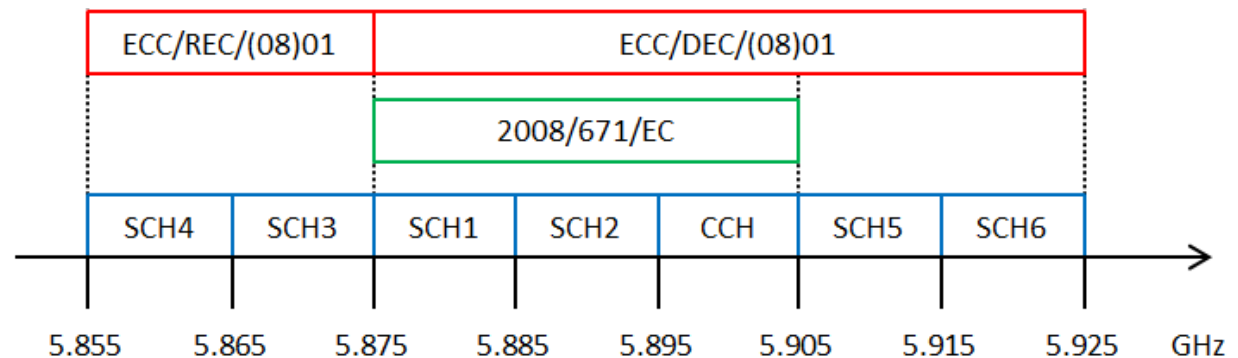 ECC/REC/(08)01 ECC/DEC/(08)01
2008/671/EC
SCH4 SCH3 SCH1 SCH2 CCH SCH5 SCH6
5.855 5.865 5.875 5.885 5.895 5.905 5.915 5.925 GHz